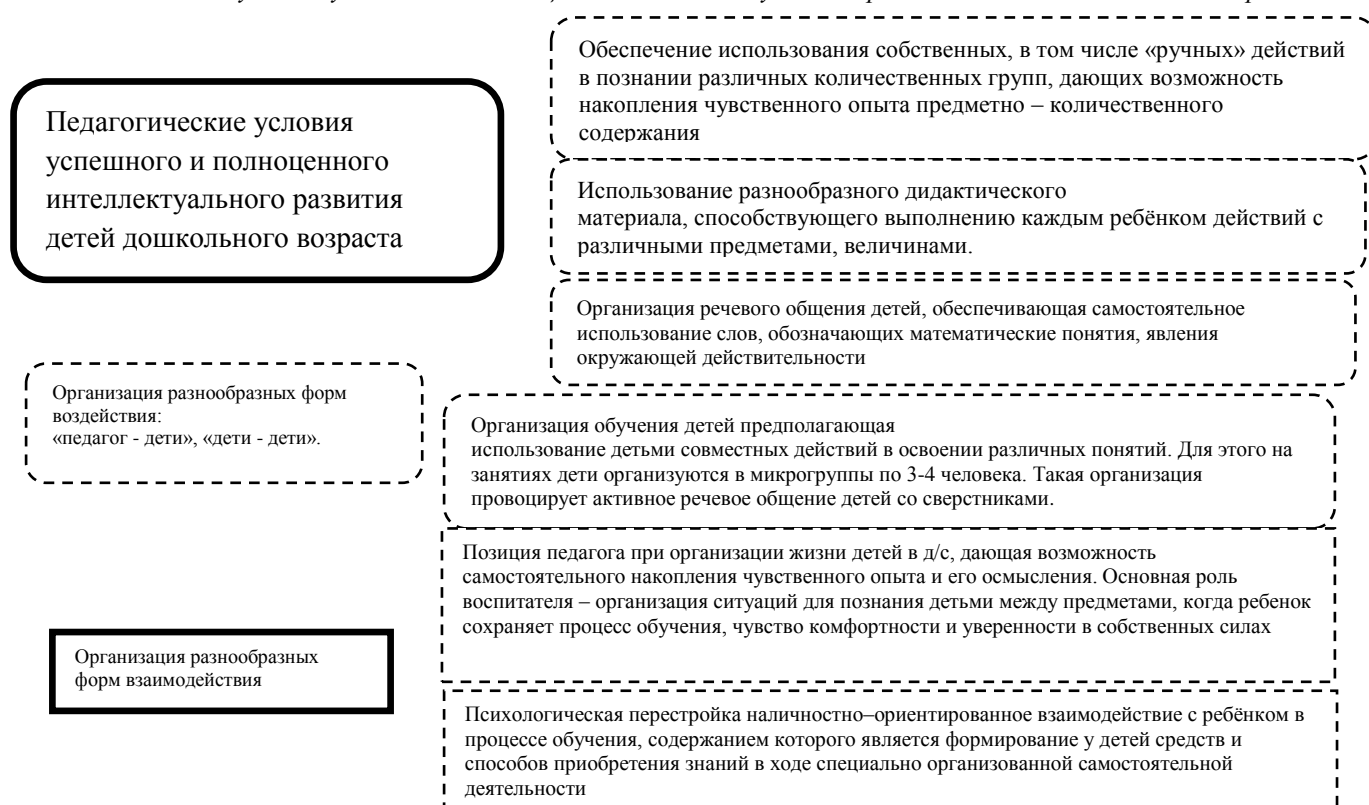 Педагогические условия
успешного и полноценного
интеллектуального развития
детей дошкольного возраста
Обеспечение использования собственных, в том числе «ручных» действий
в познании различных количественных групп, дающих возможность
накопления чувственного опыта предметно – количественного
содержания
Использование разнообразного дидактического
материала, способствующего выполнению каждым ребёнком действий с
различными предметами, величинами.
Организация речевого общения детей, обеспечивающая самостоятельное
использование слов, обозначающих математические понятия, явления
окружающей действительности
Организация разнообразных форм
воздействия:
«педагог - дети», «дети - дети».
Организация обучения детей предполагающая
использование детьми совместных действий в освоении различных понятий. Для этого на
занятиях дети организуются в микрогруппы по 3-4 человека. Такая организация
провоцирует активное речевое общение детей со сверстниками.
Позиция педагога при организации жизни детей в д/с, дающая возможность
самостоятельного накопления чувственного опыта и его осмысления. Основная роль
воспитателя – организация ситуаций для познания детьми между предметами, когда ребенок
сохраняет процесс обучения, чувство комфортности и уверенности в собственных силах
Организация разнообразных
форм взаимодействия
Психологическая перестройка наличностно–ориентированное взаимодействие с ребёнком в
процессе обучения, содержанием которого является формирование у детей средств и
способов приобретения знаний в ходе специально организованной самостоятельной
деятельности